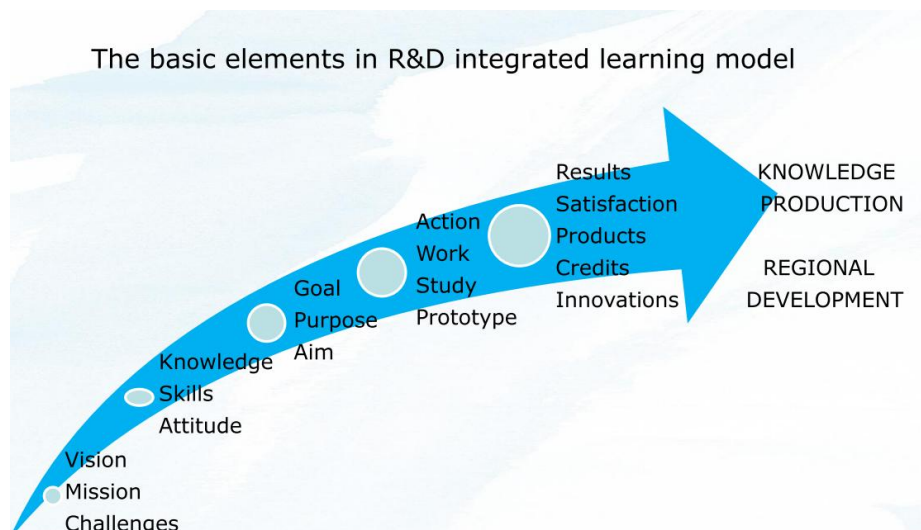 The basic elements in R&D integrated learning model
Vision
Mission
Challenges
Knowledge
Skills
Attitude
Goal
Purpose
Aim
Action
Work
Study
Prototype
Results
Satisfaction
Products
Credits
Innovations
KNOWLEDGE
PRODUCTION
REGIONAL
DEVELOPMENT